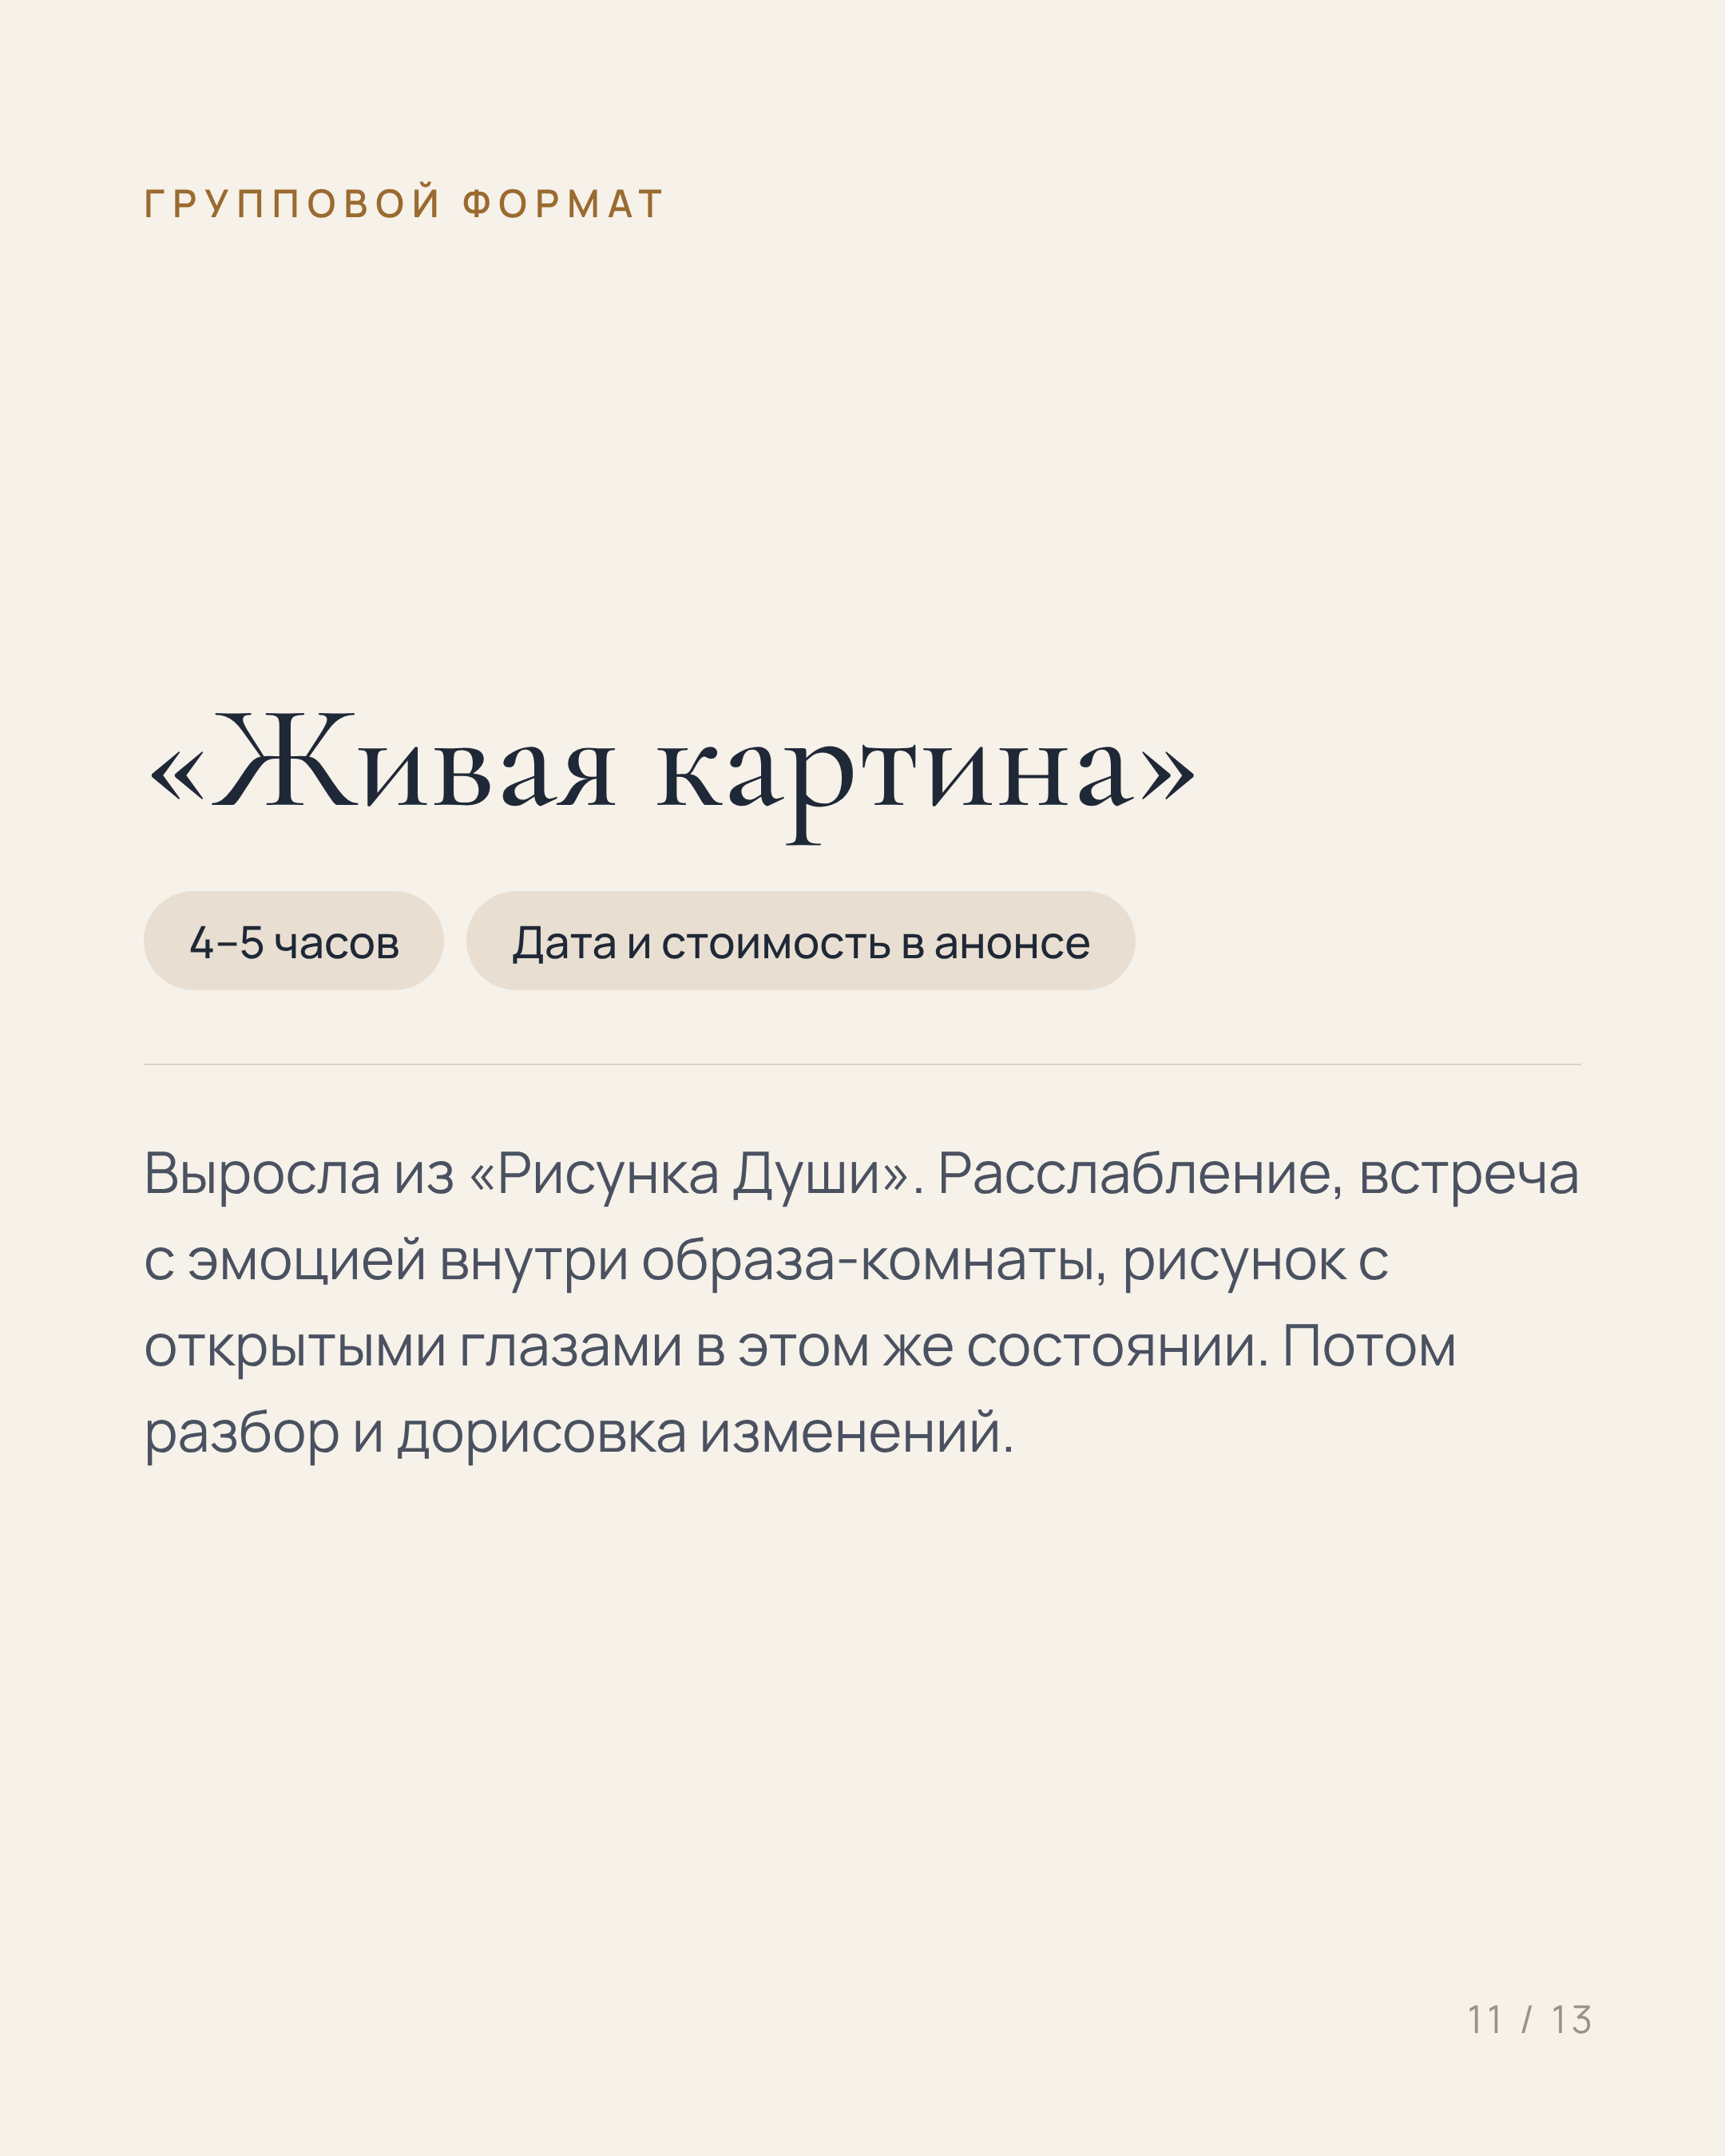 ГРУППОВОЙ ФОРМАТ
«Живая картина»
4–5 часов
Дата и стоимость в анонсе
Выросла из «Рисунка Души». Расслабление, встреча
с эмоцией внутри образа-комнаты, рисунок с
открытыми глазами в этом же состоянии. Потом
разбор и дорисовка изменений.
11 / 13